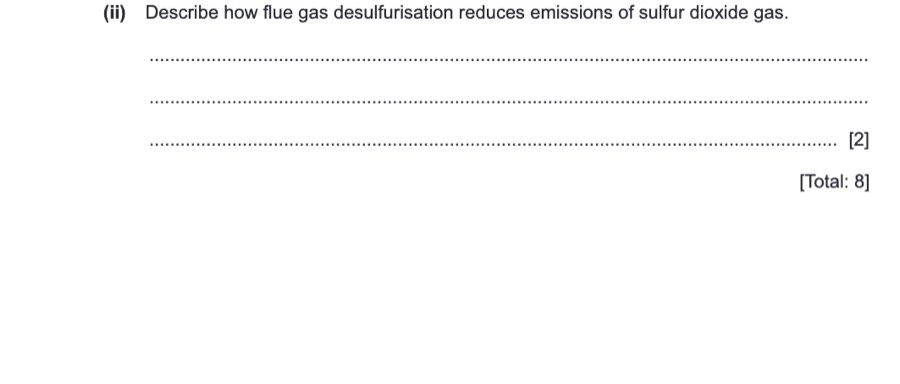 (ii) Describe how flue gas desulfurisation reduces emissions of sulfur dioxide gas.
[2]
[Total: 8]